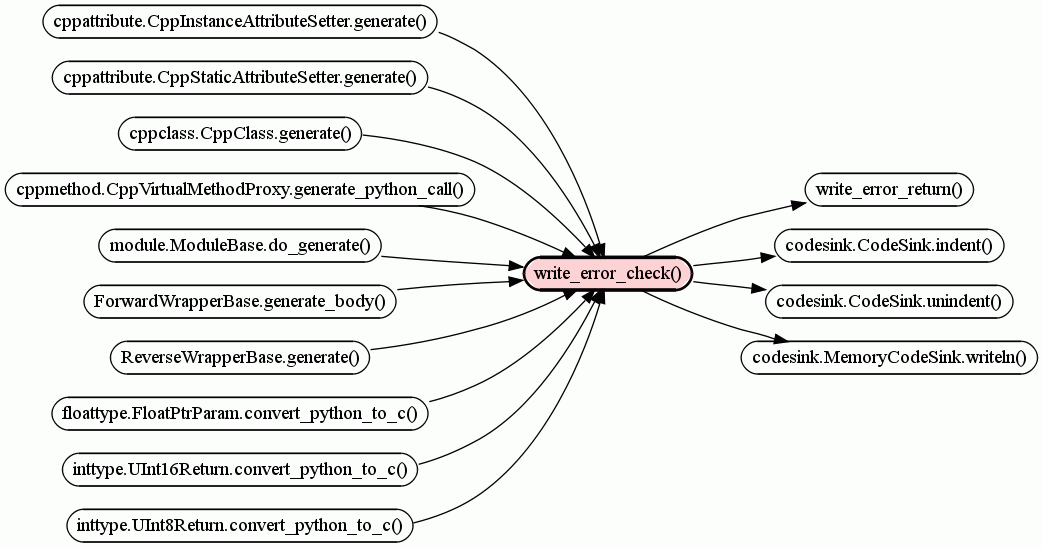 cppattribute.CppInstanceAttributeSetter.generate()
cppattribute.CppStaticAttributeSetter.generate()
cppclass.CppClass.generate()
cppmethod.CppVirtualMethodProxy.generate_python_call()
module.ModuleBase.do_generate()
ForwardWrapperBase.generate_body()
ReverseWrapperBase.generate()
floattype.FloatPtrParam.convert_python_to_c()
inttype.UInt16Return.convert_python_to_c()
inttype.UInt8Return.convert_python_to_c()
write_error_check()
write_error_return()
codesink.CodeSink.indent()
codesink.CodeSink.unindent()
codesink.MemoryCodeSink.writeln()